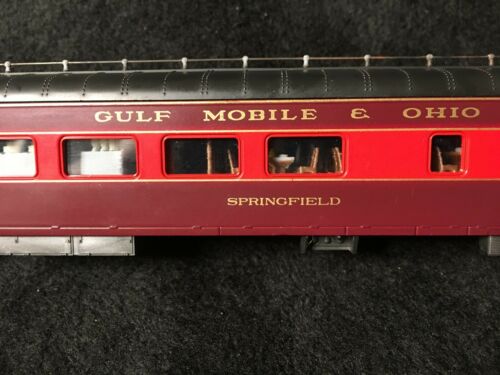 GULF MOBILE & OHIO
SPRINGFIELD